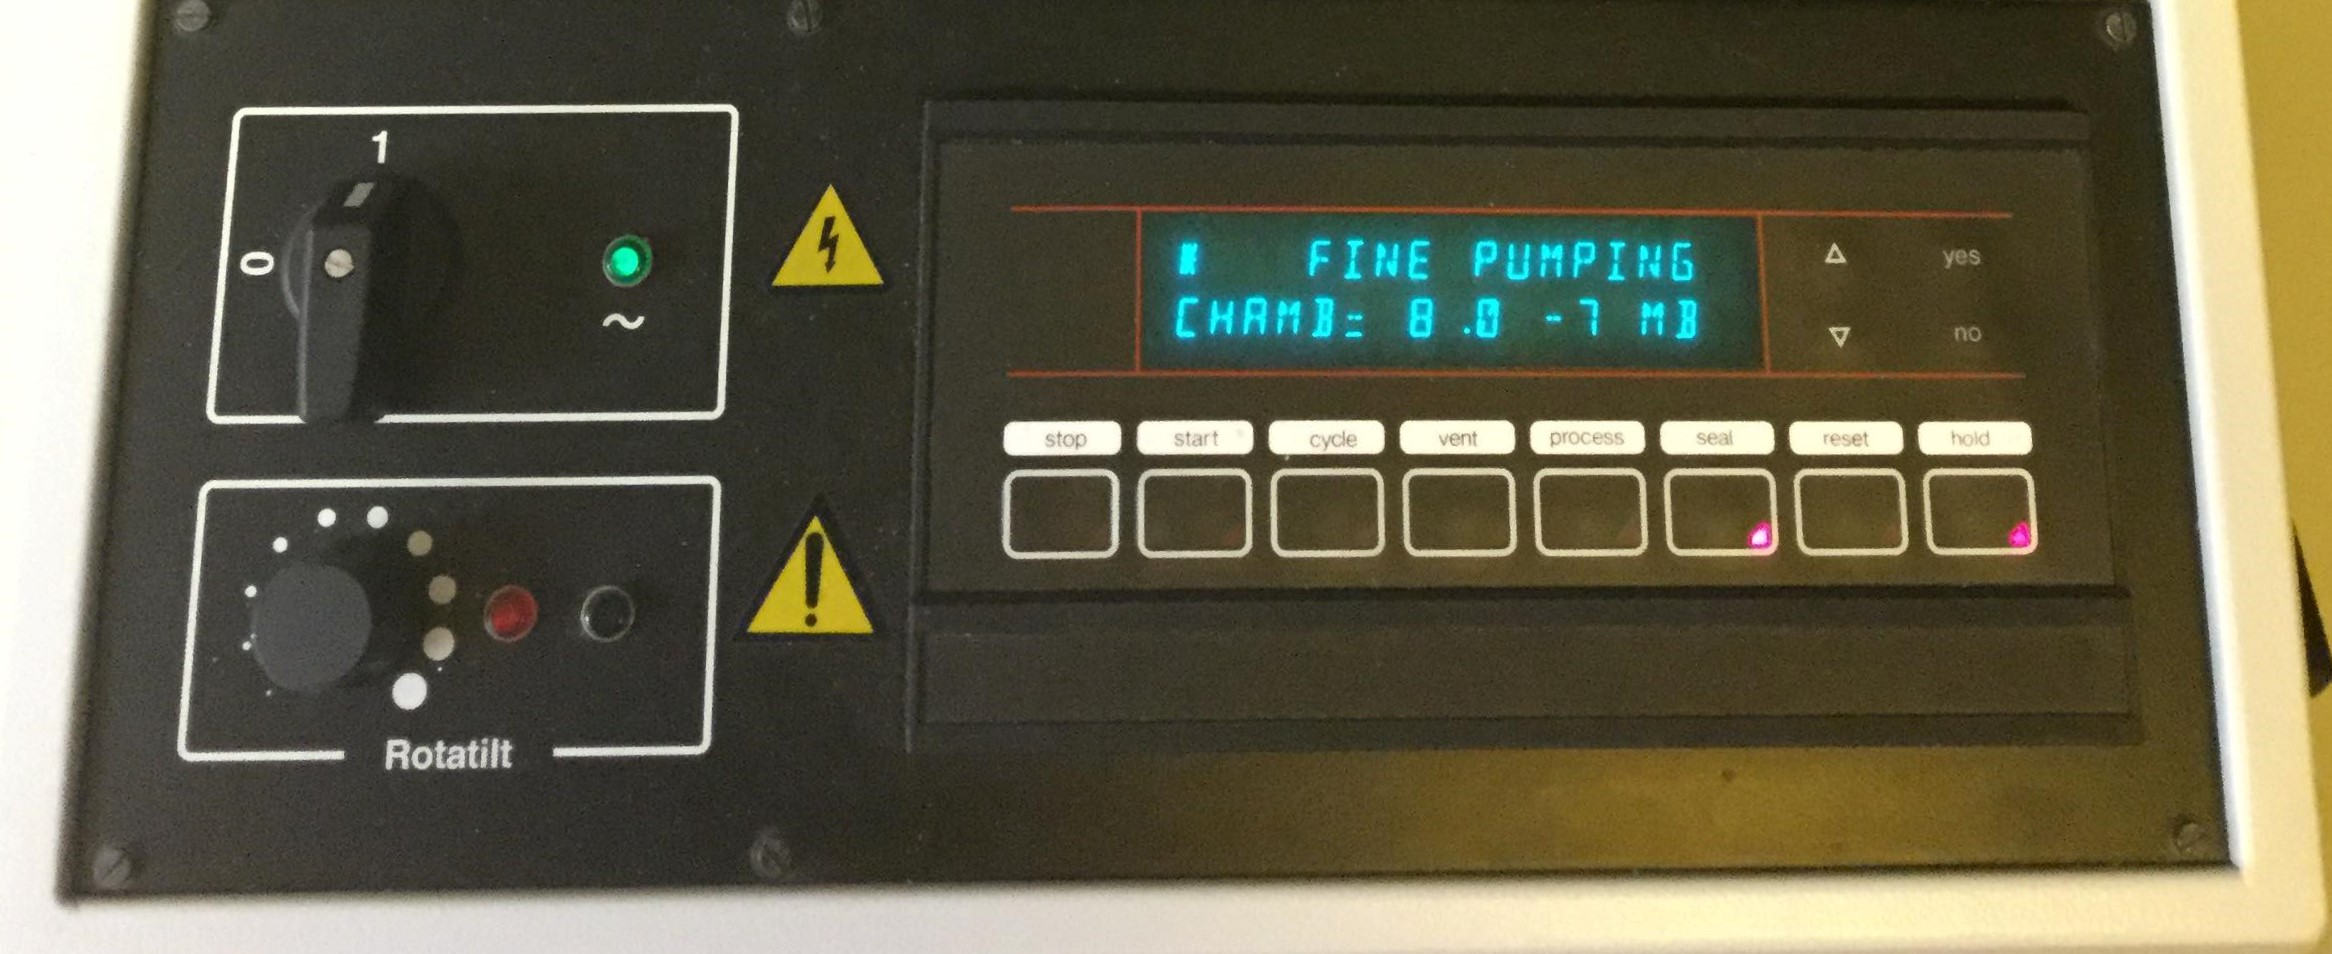 1
0
~
Rotatilt
* FINE PUMPING
CHAMB= 8.0 -7 MB
yes
no
stop start cycle vent process seal reset hold